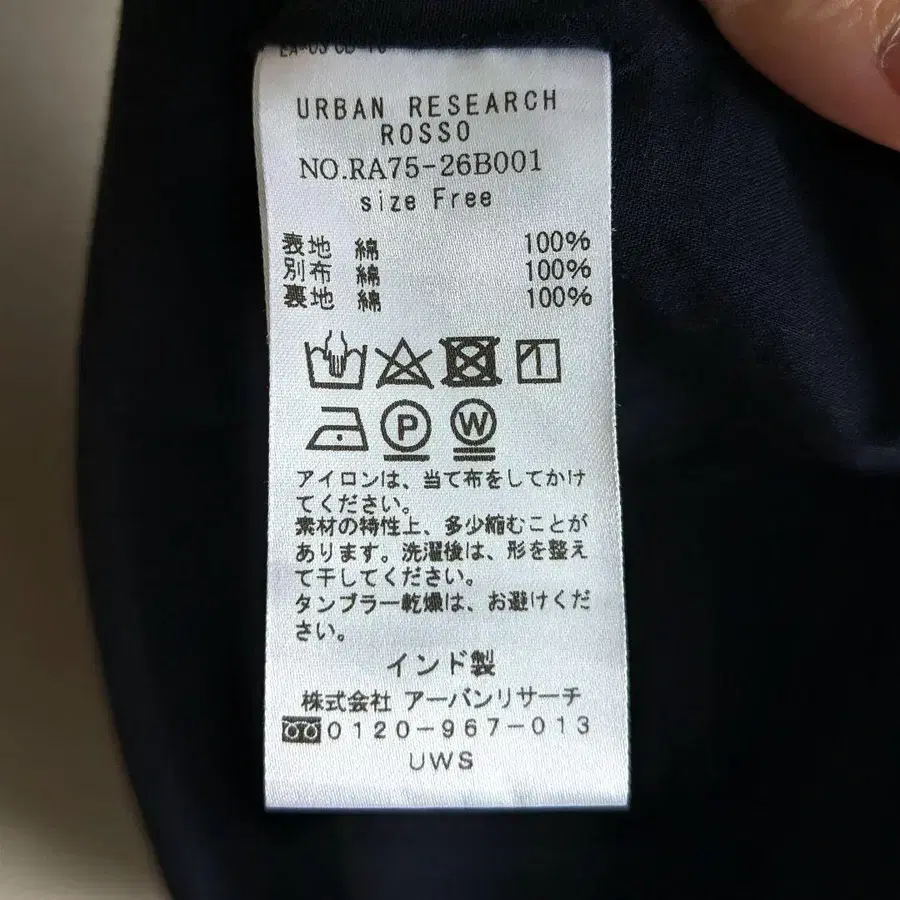 URBAN RESEARCH
ROSSO
NO.RA75-26B001
size Free
表地 綿 100%
別布 綿 100%
裏地 綿 100%
P W
アイロンは、当て布をしてかけ
てください。
素材の特性上、多少縮むことが
あります。洗濯後は、形を整え
て干してください。
タンブラー乾燥は、お避けくだ
さい。
インド製
株式会社 アーバンリサーチ
0120-967-013
UWS